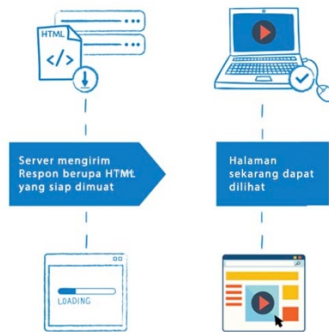 HTML
Server mengirim
Respon berupa HTML
yang siap dimuat
Halaman
sekarang dapat
dilihat
LOADING